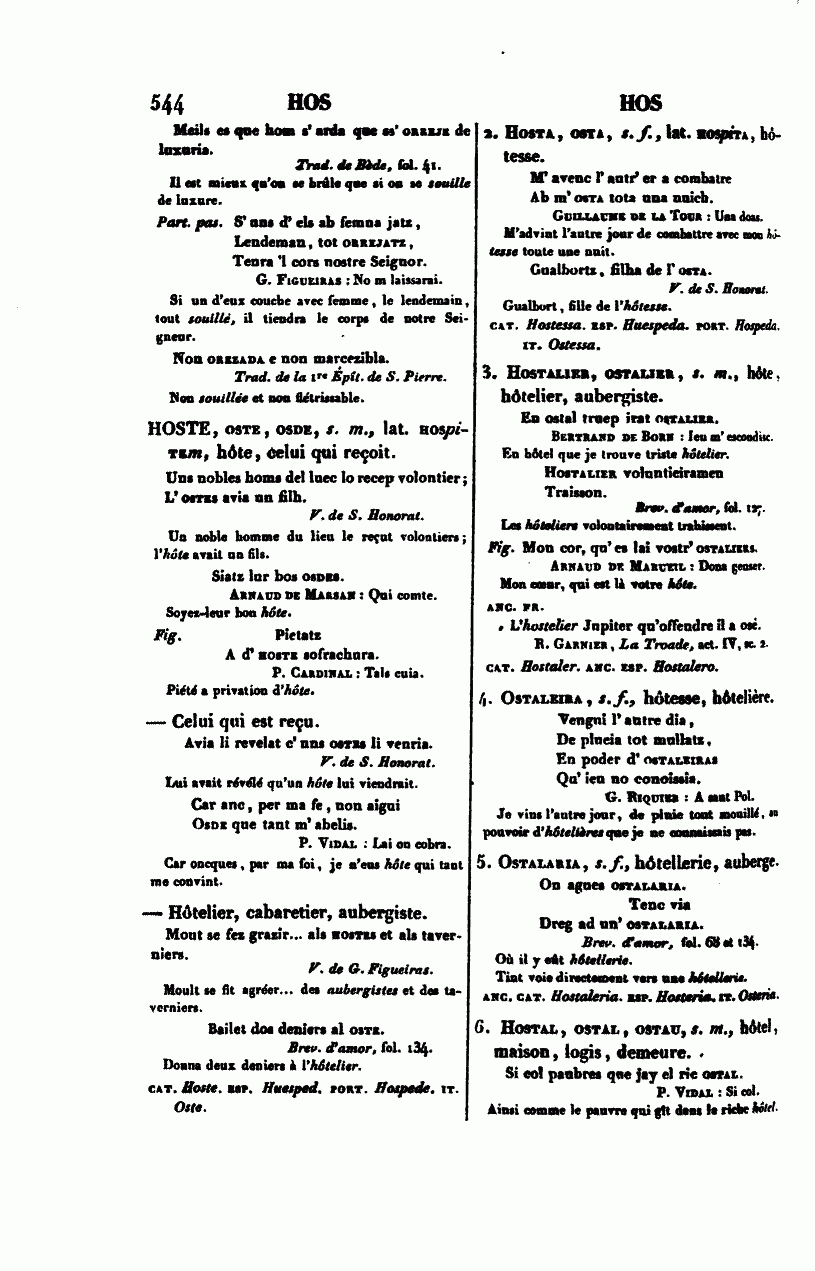 544 HOS HOS
Meils es que hom s' arda que ss' orreje de
luxuria.
Trad. de Bède, fol. 41.
Il est mieux qu'on se brûle que si on se souille
de luxure.
Part. pas. S' uns d' els ab femna jatz,
Lendeman, tot orrejatz,
Tenra 'l cors nostre Seignor.
G. Figueiras : No m laissarai.
Si un d'eux couche avec femme, le lendemain,
tout souillé, il tiendra le corps de notre Sei-
gneur.
Non orrezada e non marcezibla.
Trad. de la 1re Épît. de S. Pierre.
Non souillée et non flétrissable.
HOSTE, oste, osde, s. m., lat. hospi-
tem, hôte, celui qui reçoit.
Uns nobles homs del luec lo recep volontier;
L' ostes avia un filh.
V. de S. Honorat.
Un noble homme du lieu le reçut volontiers;
l'hôte avait un fils.
Siatz lur bos osdes.
Arnaud de Marsan : Qui comte.
Soyez-leur bon hôte.
Fig. Pietatz
A d' hoste sofrachura.
P. Cardinal : Tals cuia.
Piété a privation d'hôte.
— Celui qui est reçu.
Avia li revelat c' uns ostes li venria.
V. de S. Honorat.
Lui avait révélé qu'un hôte lui viendrait.
Car anc, per ma fe, non aigui
Osde que tant m' abelis.
P. Vidal : Lai on cobra.
Car oncques, par ma foi, je n'eus hôte qui tant
me convint.
— Hôtelier, cabaretier, aubergiste.
Mout se fez grazir... als hostes et als taver-
niers.
V. de G. Figueiras.
Moult se fit agréer... des aubergistes et des ta-
verniers.
Bailet dos deniers al oste.
Brev. d'amor, fol. 134.
Donna deux deniers à l'hôtelier.
cat. Hoste. esp. Huesped. port. Hospede. it.
Oste.
2. Hosta, osta, s. f., lat. hospita, hô-
tesse.
M' avenc l' autr' er a combatre
Ab m' osta tota una nuich.
Guillaume de la Tour : Una doas.
M'advint l'autre jour de combattre avec mon hô-
tesse toute une nuit.
Gualbortz, filha de l' osta.
V. de S. Honorat.
Gualbort, fille de l'hôtesse.
cat. Hostessa. esp. Huespeda. port. Hospeda.
it. Ostessa.
3. Hostalier, ostalier, s. m., hôte,
hôtelier, aubergiste.
En ostal truep irat ostalier.
Bertrand de Born : Ieu m' escondisc.
En hôtel que je trouve triste hôtelier.
Hostalier voluntieiramen
Traisson.
Brev. d'amor, fol. 127.
Les hôteliers volontairement trahissent.
Fig. Mon cor, qu' es lai vostr' ostaliers.
Arnaud de Marueil : Dona genser.
Mon cœur, qui est là votre hôte.
anc. fr.
L'hostelier Jupiter qu'offendre il a osé.
R. Garnier, La Troade, act. IV, sc. 2.
cat. Hostaler. anc. esp. Hostalero.
4. Ostaleira, s. f., hôtesse, hôtelière.
Vengni l' autre dia,
De plueia tot mullatz,
En poder d' ostaleiras
Qu' ieu no conoissia.
G. Riquier : A sant Pol.
Je vins l'autre jour, de pluie tout mouillé, au
pouvoir d'hôtelières que je ne connaissais pas.
5. Ostalaria, s. f., hôtellerie, auberge.
On agues ostalaria.
Tenc via
Dreg ad un' ostalaria.
Brev. d'amor, fol. 68 et 134.
Où il y eût hôtellerie.
Tint voie directement vers une hôtellerie.
anc. cat. Hostaleria. esp. Hosteria. it. Osteria.
6. Hostal, ostal, ostau, s. m., hôtel,
maison, logis, demeure.
Si col paubres que jay el ric ostal.
P. Vidal : Si col.
Ainsi comme le pauvre qui gît dans le riche hôtel.